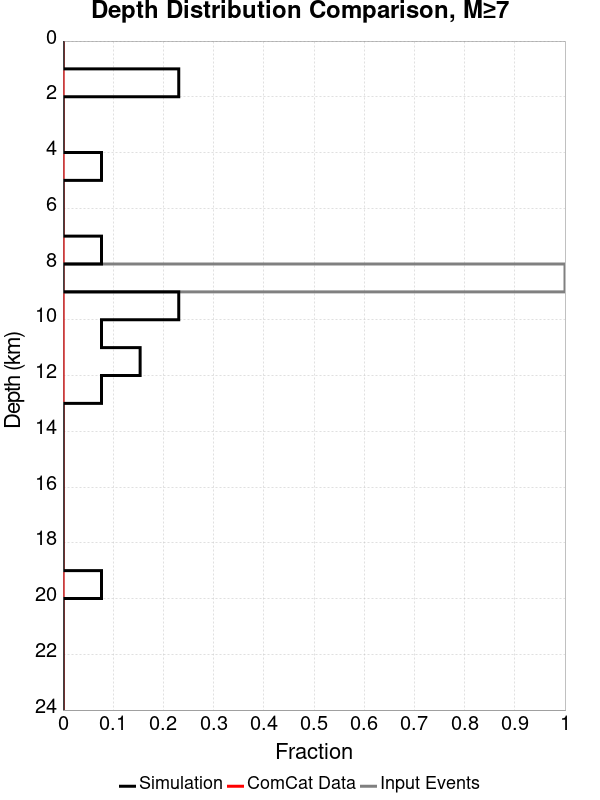 Depth Distribution Comparison, M≥7
0
2
4
6
8
10
12
14
16
18
20
22
24
Depth (km)
0 0.1 0.2 0.3 0.4 0.5 0.6 0.7 0.8 0.9 1
Fraction
Simulation ComCat Data Input Events